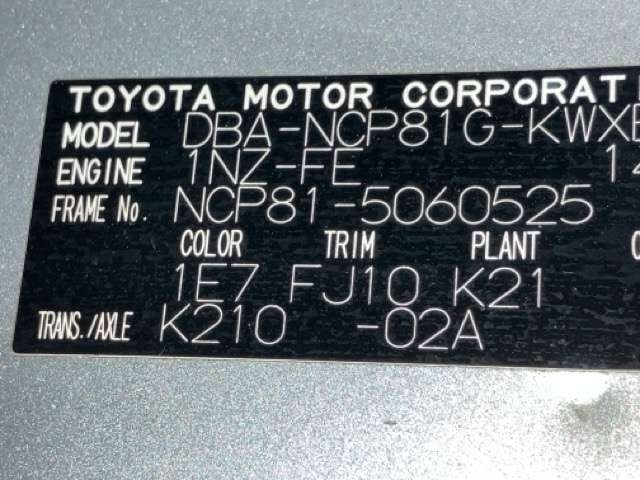 TOYOTA MOTOR CORPORAT
MODEL DBA-NCP81G-KWX
ENGINE 1NZ-FE 14
FRAME No. NCP81-5060525
COLOR TRIM PLANT
1E7 FJ10 K21
TRANS./AXLE K210 -02A